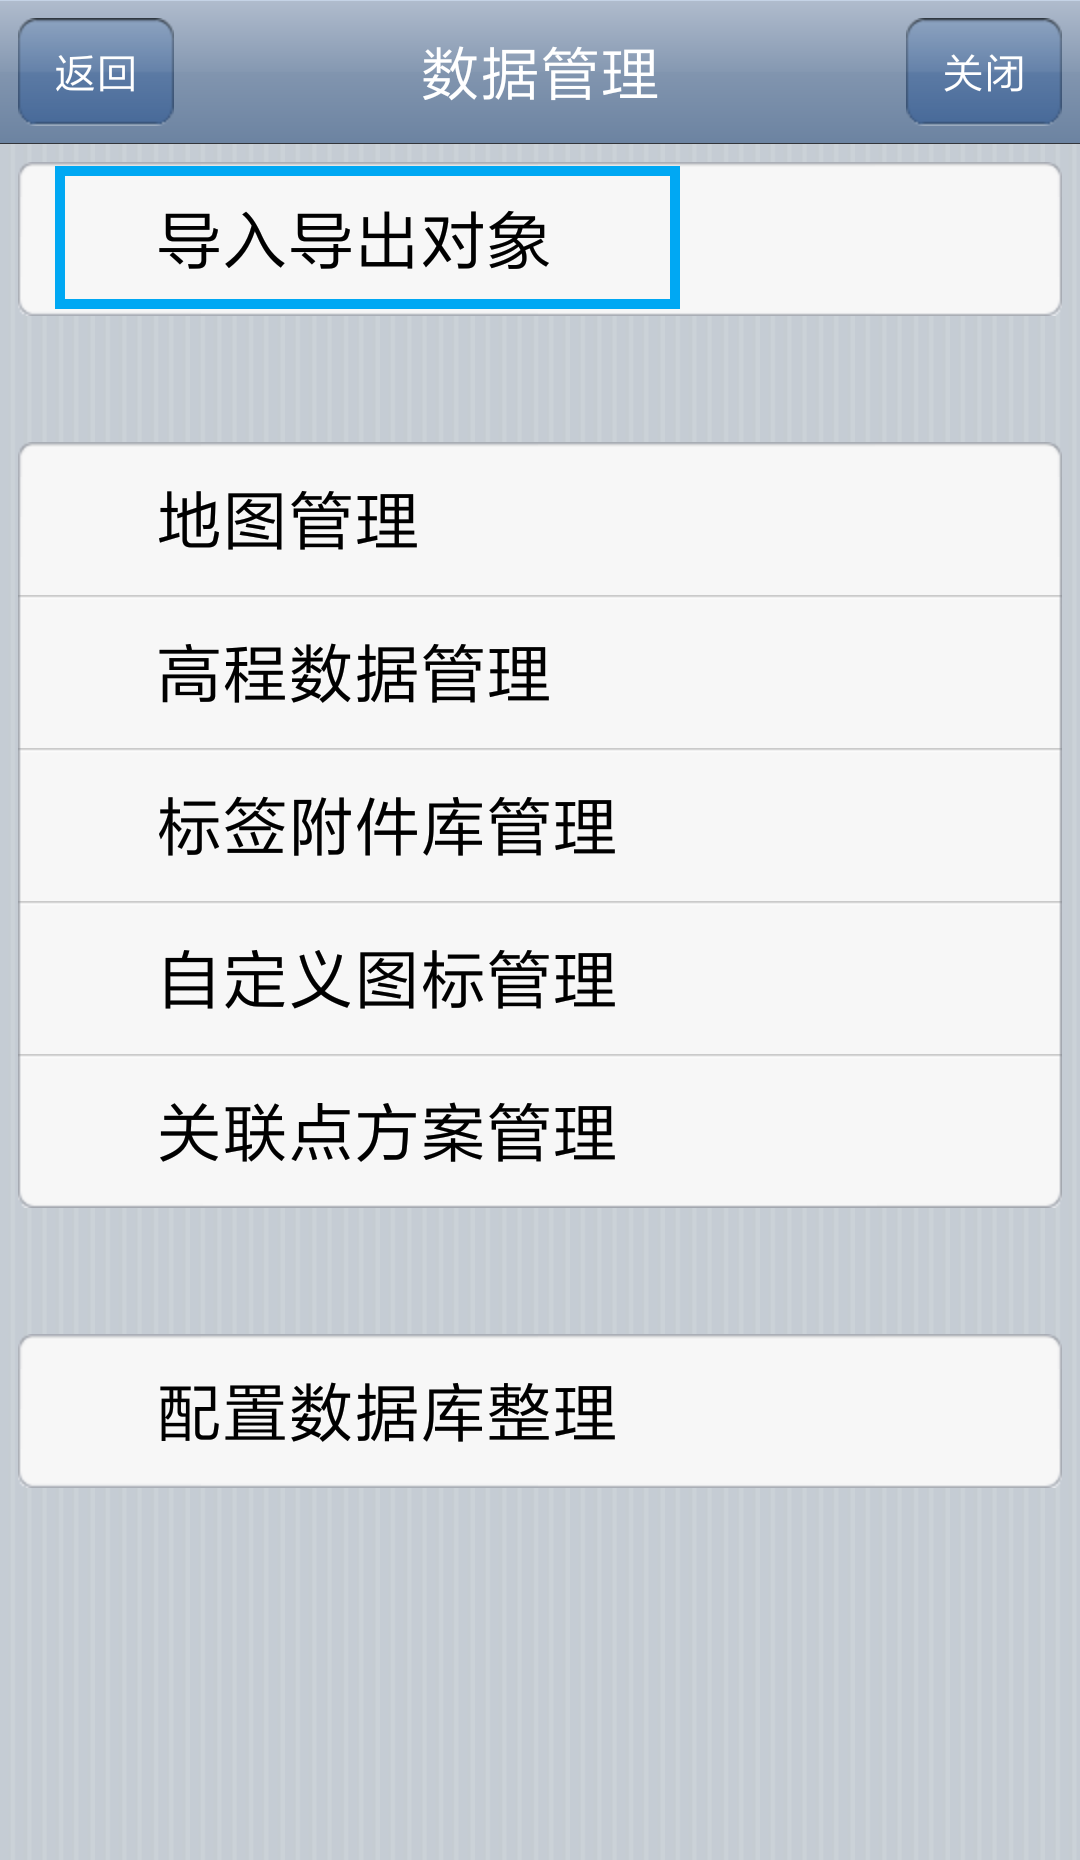 返回 数据管理 关闭
导入导出对象
地图管理
高程数据管理
标签附件库管理
自定义图标管理
关联点方案管理
配置数据库整理